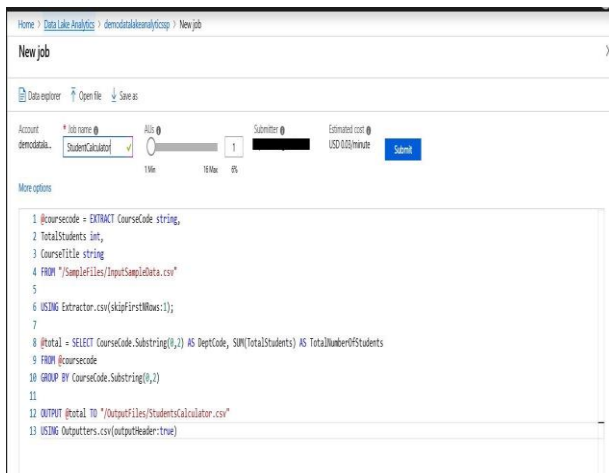 Home > Data Lake Analytics > demodatalakeanalyticssp > New job
New job
Data explorer Open file Save as
Account * Job name AUs Submitter Estimated cost
demodatala... StudentCalculator 1 USD 0.03/minute Submit
1 Min 16 Max 6%
More options
1 @coursecode = EXTRACT CourseCode string,
2 TotalStudents int,
3 CourseTitle string
4 FROM "/SampleFiles/InputSampleData.csv"
5
6 USING Extractor.csv(skipFirstNRows:1);
7
8 @total = SELECT CourseCode.Substring(0,2) AS DeptCode, SUM(TotalStudents) AS TotalNumberOfStudents
9 FROM @coursecode
10 GROUP BY CourseCode.Substring(0,2)
11
12 OUTPUT @total TO "/OutputFiles/StudentsCalculator.csv"
13 USING Outputters.csv(outputHeader:true)